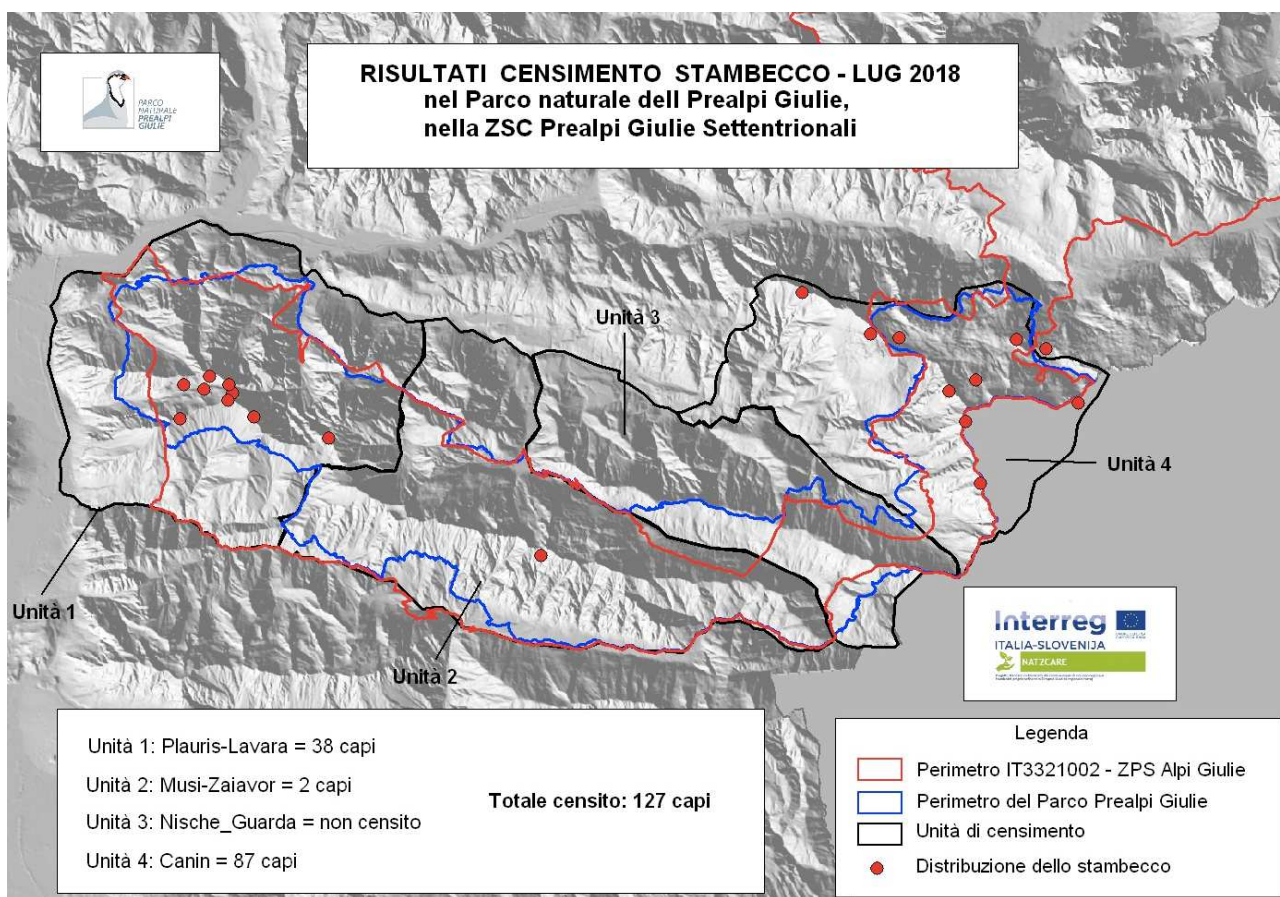 PARCO
NATURALE
PREALPI
GIULIE
RISULTATI CENSIMENTO STAMBECCO - LUG 2018
nel Parco naturale dell Prealpi Giulie,
nella ZSC Prealpi Giulie Settentrionali
Unità 3
Unità 4
Unità 1
Unità 2
Interreg
ITALIA-SLOVENIJA
NAT2CARE
Unità 1: Plauris-Lavara = 38 capi
Unità 2: Musi-Zaiavor = 2 capi
Unità 3: Nische_Guarda = non censito
Unità 4: Canin = 87 capi
Totale censito: 127 capi
Legenda
Perimetro IT3321002 - ZPS Alpi Giulie
Perimetro del Parco Prealpi Giulie
Unità di censimento
Distribuzione dello stambecco